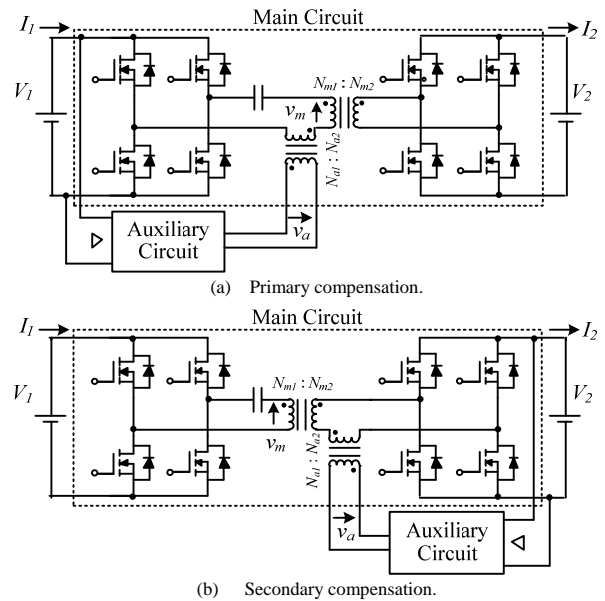 Main Circuit
I1 I2
V1 V2
Nm1 : Nm2
vm
Na1 : Na2
va
Auxiliary
Circuit
(a) Primary compensation.
Main Circuit
I1 I2
V1 V2
Nm1 : Nm2
vm
Na1 : Na2
va
Auxiliary
Circuit
(b) Secondary compensation.